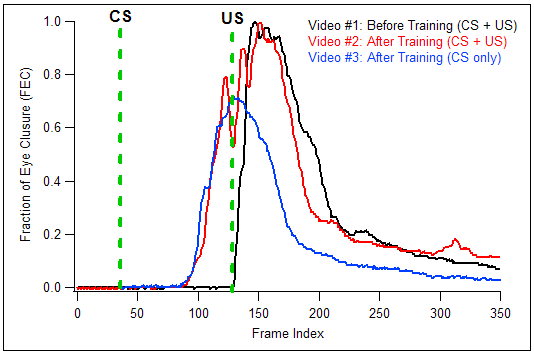 CS
US
Video #1: Before Training (CS + US)
Video #2: After Training (CS + US)
Video #3: After Training (CS only)
Fraction of Eye Clusure (FEC)
1.0
0.8
0.6
0.4
0.2
0.0
0
50
100
150
200
250
300
350
Frame Index